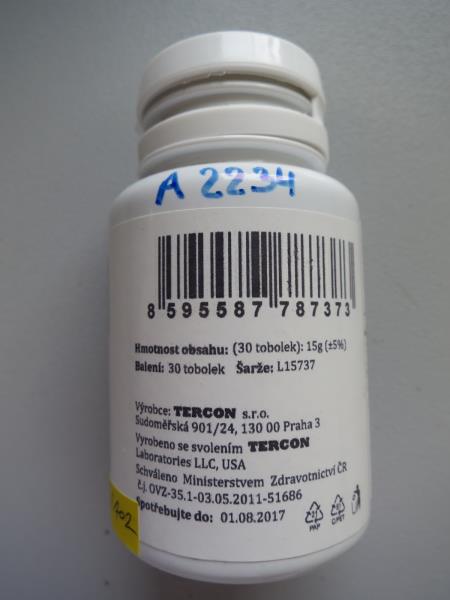 A 2234
8 595587 787373
Hmotnost obsahu: (30 tobolek): 15g (±5%)
Balení: 30 tobolek Šarže: L15737
Výrobce: TERCON s.r.o.
Sudoměřská 901/24, 130 00 Praha 3
Vyrobeno se svolením TERCON
Laboratories LLC, USA
Schváleno Ministerstvem Zdravotnictví ČR
č.j. OVZ-35.1-03.05.2011-51686
Spotřebujte do: 01.08.2017
PAP